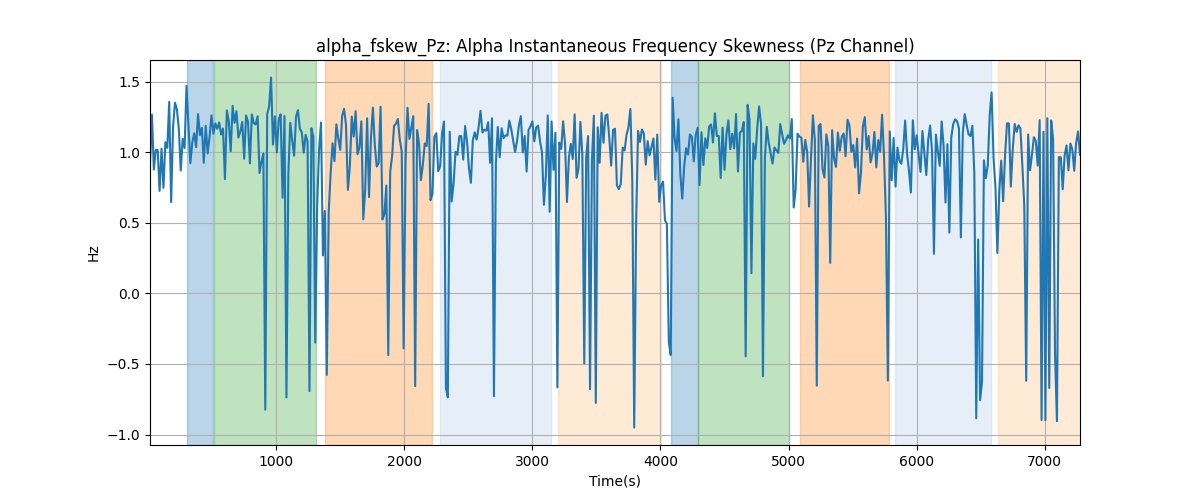 alpha_fskew_Pz: Alpha Instantaneous Frequency Skewness (Pz Channel)
1.5
1.0
0.5
0.0
−0.5
−1.0
Hz
1000 2000 3000 4000 5000 6000 7000
Time(s)